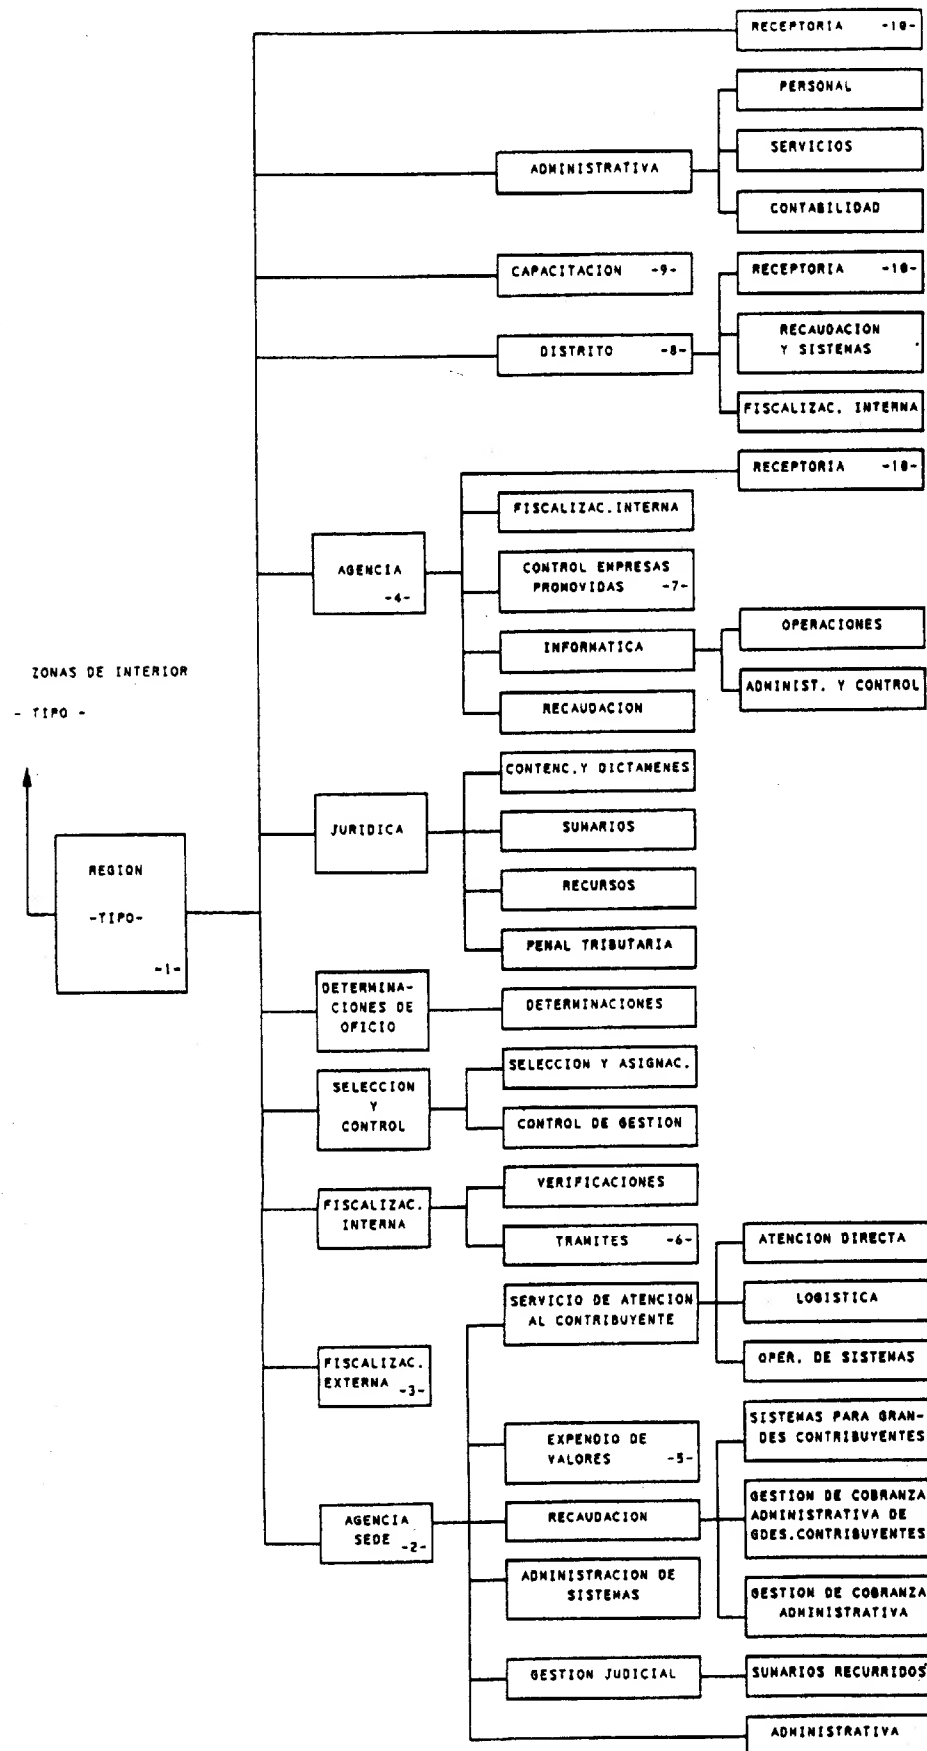 RECEPTORIA -10-
PERSONAL
SERVICIOS
ADMINISTRATIVA
CONTABILIDAD
CAPACITACION -9-
RECEPTORIA -10-
RECAUDACION
Y SISTEMAS
DISTRITO -8-
FISCALIZAC. INTERNA
RECEPTORIA -10-
FISCALIZAC.INTERNA
AGENCIA
-4-
CONTROL EMPRESAS
PROMOVIDAS -7-
OPERACIONES
INFORMATICA
ADMINIST. Y CONTROL
RECAUDACION
ZONAS DE INTERIOR
- TIPO -
CONTENC.Y DICTAMENES
JURIDICA
SUMARIOS
REGION
-TIPO-
-1-
RECURSOS
PENAL TRIBUTARIA
DETERMINA-
CIONES DE
OFICIO
DETERMINACIONES
SELECCION
Y
CONTROL
SELECCION Y ASIGNAC.
CONTROL DE GESTION
FISCALIZAC.
INTERNA
VERIFICACIONES
TRAMITES -6-
ATENCION DIRECTA
SERVICIO DE ATENCION
AL CONTRIBUYENTE
LOGISTICA
OPER. DE SISTEMAS
FISCALIZAC.
EXTERNA
-3-
SISTEMAS PARA GRAN-
DES CONTRIBUYENTES
EXPENDIO DE
VALORES -5-
AGENCIA
SEDE
-2-
RECAUDACION
GESTION DE COBRANZA
ADMINISTRATIVA DE
GDES.CONTRIBUYENTES
ADMINISTRACION DE
SISTEMAS
GESTION DE COBRANZA
ADMINISTRATIVA
GESTION JUDICIAL
SUMARIOS RECURRIDOS
ADMINISTRATIVA